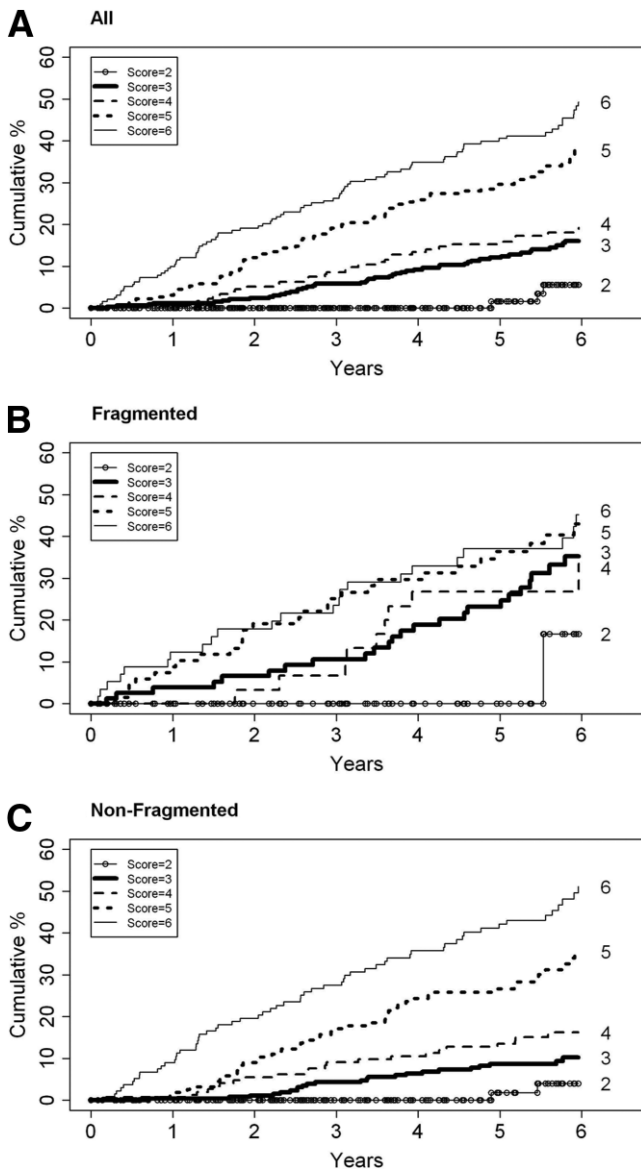 A
All
Cumulative %
60
50
40
30
20
10
0
Score=2
Score=3
Score=4
Score=5
Score=6
6
5
4
3
2
0 1 2 3 4 5 6
Years
B
Fragmented
Cumulative %
60
50
40
30
20
10
0
Score=2
Score=3
Score=4
Score=5
Score=6
6
5
3
4
2
0 1 2 3 4 5 6
Years
C
Non-Fragmented
Cumulative %
60
50
40
30
20
10
0
Score=2
Score=3
Score=4
Score=5
Score=6
6
5
4
3
2
0 1 2 3 4 5 6
Years